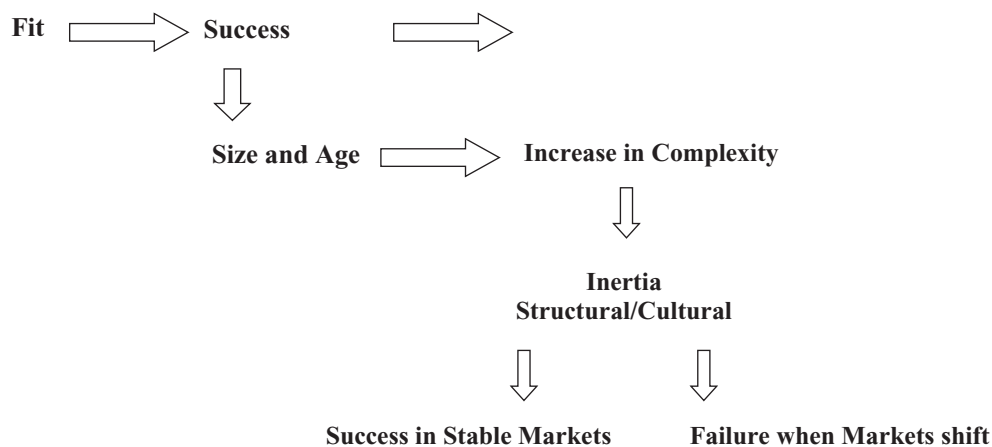 Fit
Success
Size and Age
Increase in Complexity
Inertia
Structural/Cultural
Success in Stable Markets
Failure when Markets shift